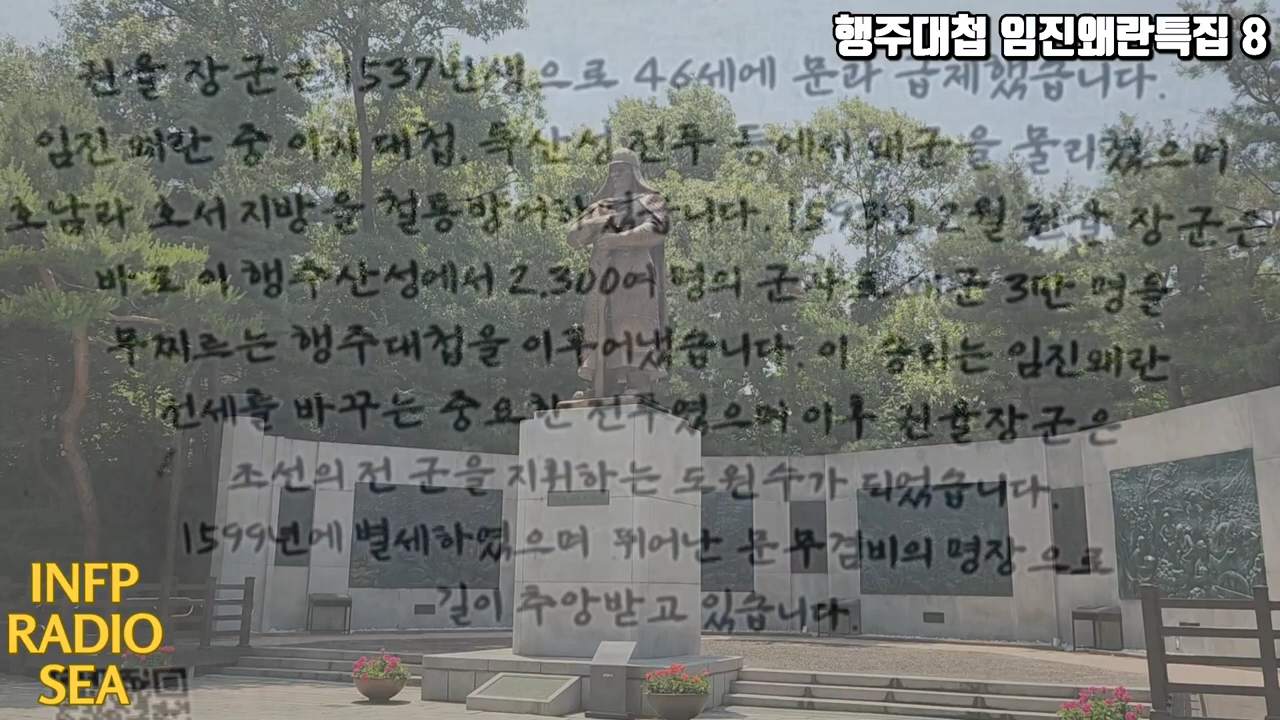 행주대첩 임진왜란특집 8
권율 장군은 1537년생으로 46세에 문과 급제했습니다.
임진왜란 중 이치대첩, 독산성전투 등에서 왜군을 물리쳤으며
호남과 호서지방을 철통방어하였습니다. 1593년 2월 권율 장군은
바로 이 행주산성에서 2,300여 명의 군사로 왜군 3만 명을
무찌르는 행주대첩을 이루어냈습니다. 이 승리는 임진왜란
전세를 바꾸는 중요한 전투였으며 이후 권율장군은
조선의 전 군을 지휘하는 도원수가 되었습니다.
1599년에 별세하였으며 뛰어난 문무겸비의 명장으로
길이 추앙받고 있습니다.
INFP
RADIO
SEA